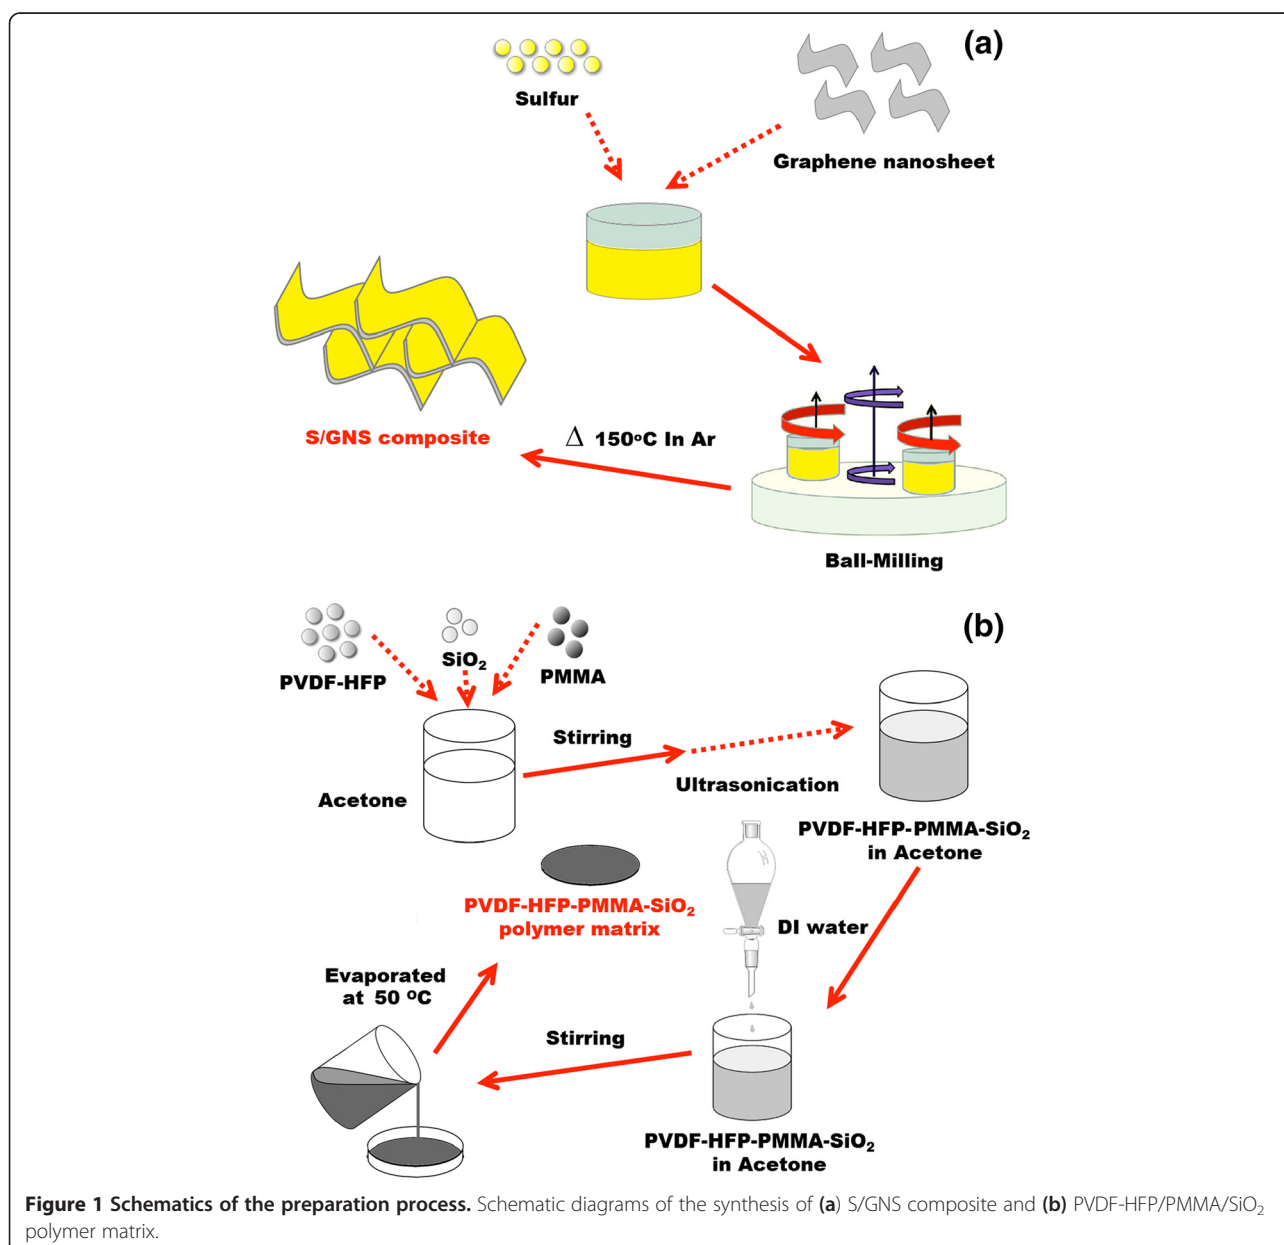 (a)
Sulfur
Graphene nanosheet
S/GNS composite
Δ 150oC In Ar
Ball-Milling
(b)
PVDF-HFP
SiO2
PMMA
Stirring
Acetone
Ultrasonication
PVDF-HFP-PMMA-SiO2
in Acetone
PVDF-HFP-PMMA-SiO2
polymer matrix
DI water
Evaporated
at 50 oC
Stirring
PVDF-HFP-PMMA-SiO2
in Acetone
Figure 1 Schematics of the preparation process. Schematic diagrams of the synthesis of (a) S/GNS composite and (b) PVDF-HFP/PMMA/SiO2
polymer matrix.